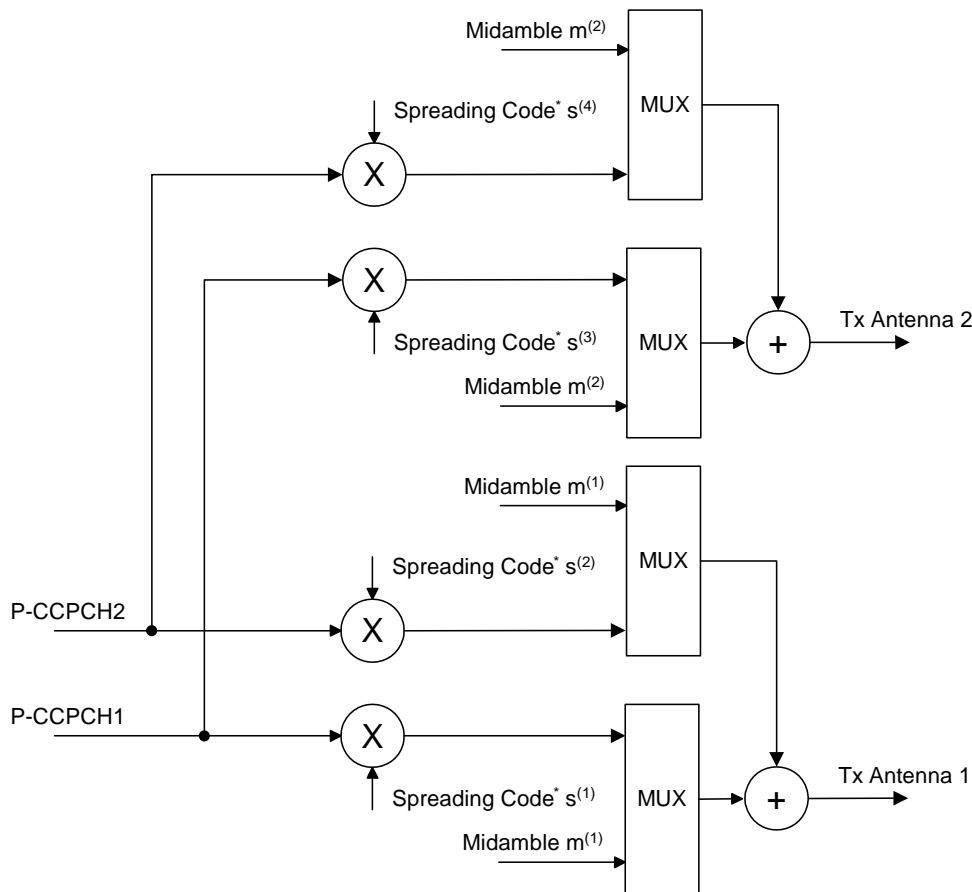 Midamble m(2)
MUX
Spreading Code* s(4)
X
X
Spreading Code* s(3)
MUX
+
Tx Antenna 2
Midamble m(2)
Midamble m(1)
MUX
Spreading Code* s(2)
P-CCPCH2
X
P-CCPCH1
X
Spreading Code* s(1)
MUX
+
Tx Antenna 1
Midamble m(1)